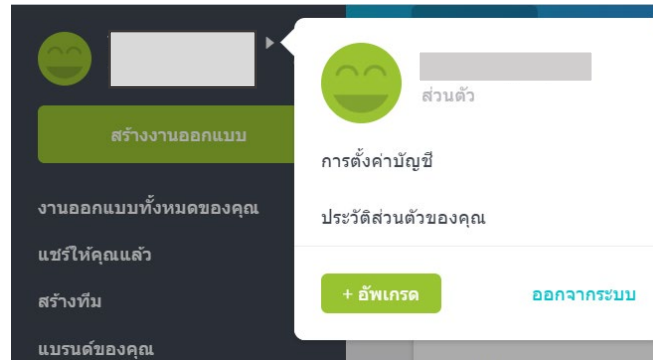 สร้างงานออกแบบ
งานออกแบบทั้งหมดของคุณ
แชร์ให้คุณแล้ว
สร้างทีม
แบรนด์ของคุณ
ส่วนตัว
การตั้งค่าบัญชี
ประวัติส่วนตัวของคุณ
+ อัพเกรด
ออกจากระบบ